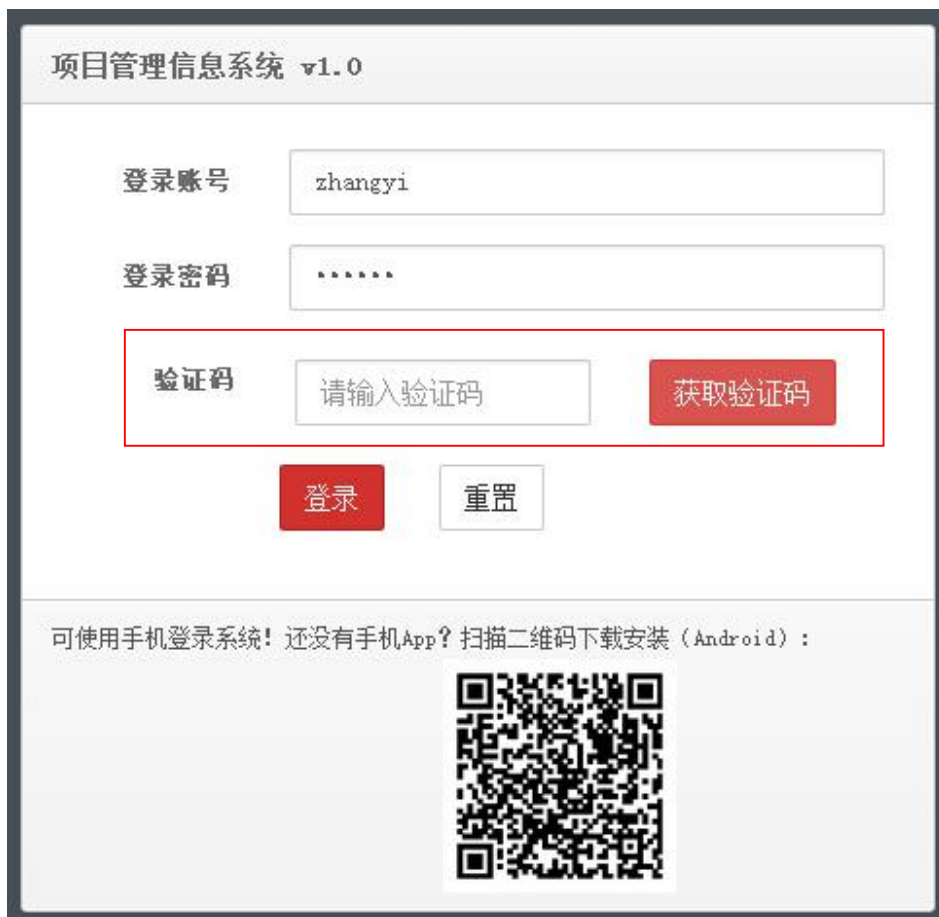 项目管理信息系统 v1.0
登录账号 zhangyi
登录密码 ••••••
验证码 请输入验证码 获取验证码
登录 重置
可使用手机登录系统！还没有手机App？扫描二维码下载安装（Android）：